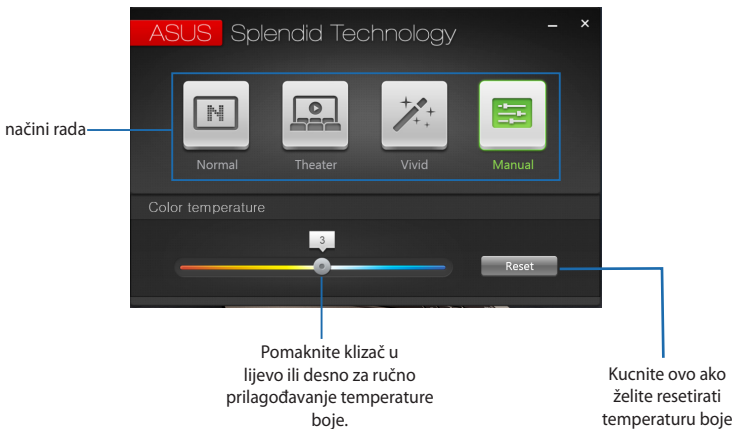 ASUS Splendid Technology
načini rada
N
Normal Theater Vivid Manual
Color temperature
3
Reset
Pomaknite klizač u
lijevo ili desno za ručno
prilagođavanje temperature
boje.
Kucnite ovo ako
želite resetirati
temperaturu boje